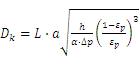 D_k = L · a √(h/(α·Δp) ((1−ε_p)/ε_p)^3)